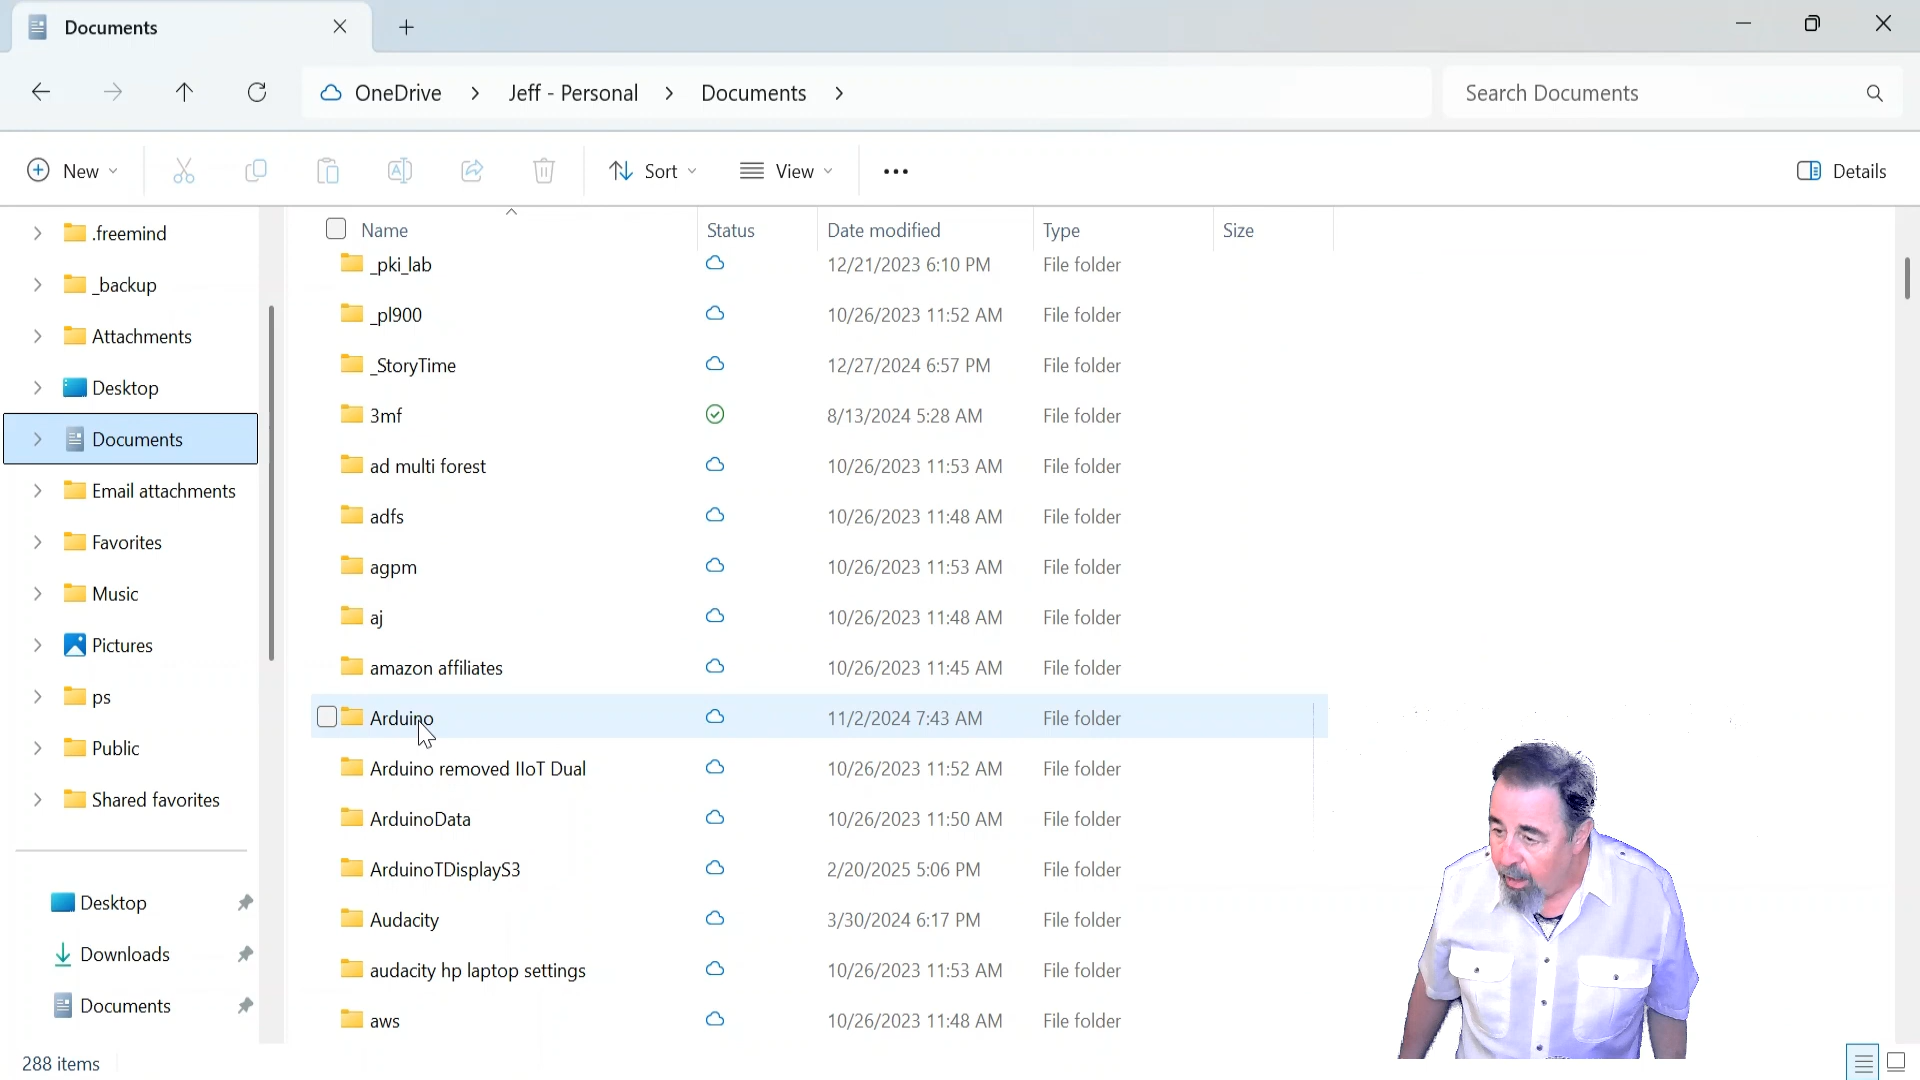 Documents
OneDrive > Jeff - Personal > Documents >
Search Documents
New
Sort
View
Details
.freemind
_backup
Attachments
Desktop
Documents
Email attachments
Favorites
Music
Pictures
ps
Public
Shared favorites
Desktop
Downloads
Documents
Name Status Date modified Type Size
_pki_lab 12/21/2023 6:10 PM File folder
_pl900 10/26/2023 11:52 AM File folder
_StoryTime 12/27/2024 6:57 PM File folder
3mf 8/13/2024 5:28 AM File folder
ad multi forest 10/26/2023 11:53 AM File folder
adfs 10/26/2023 11:48 AM File folder
agpm 10/26/2023 11:53 AM File folder
aj 10/26/2023 11:48 AM File folder
amazon affiliates 10/26/2023 11:45 AM File folder
Arduino 11/2/2024 7:43 AM File folder
Arduino removed IIoT Dual 10/26/2023 11:52 AM File folder
ArduinoData 10/26/2023 11:50 AM File folder
ArduinoTDisplayS3 2/20/2025 5:06 PM File folder
Audacity 3/30/2024 6:17 PM File folder
audacity hp laptop settings 10/26/2023 11:53 AM File folder
aws 10/26/2023 11:48 AM File folder
288 items